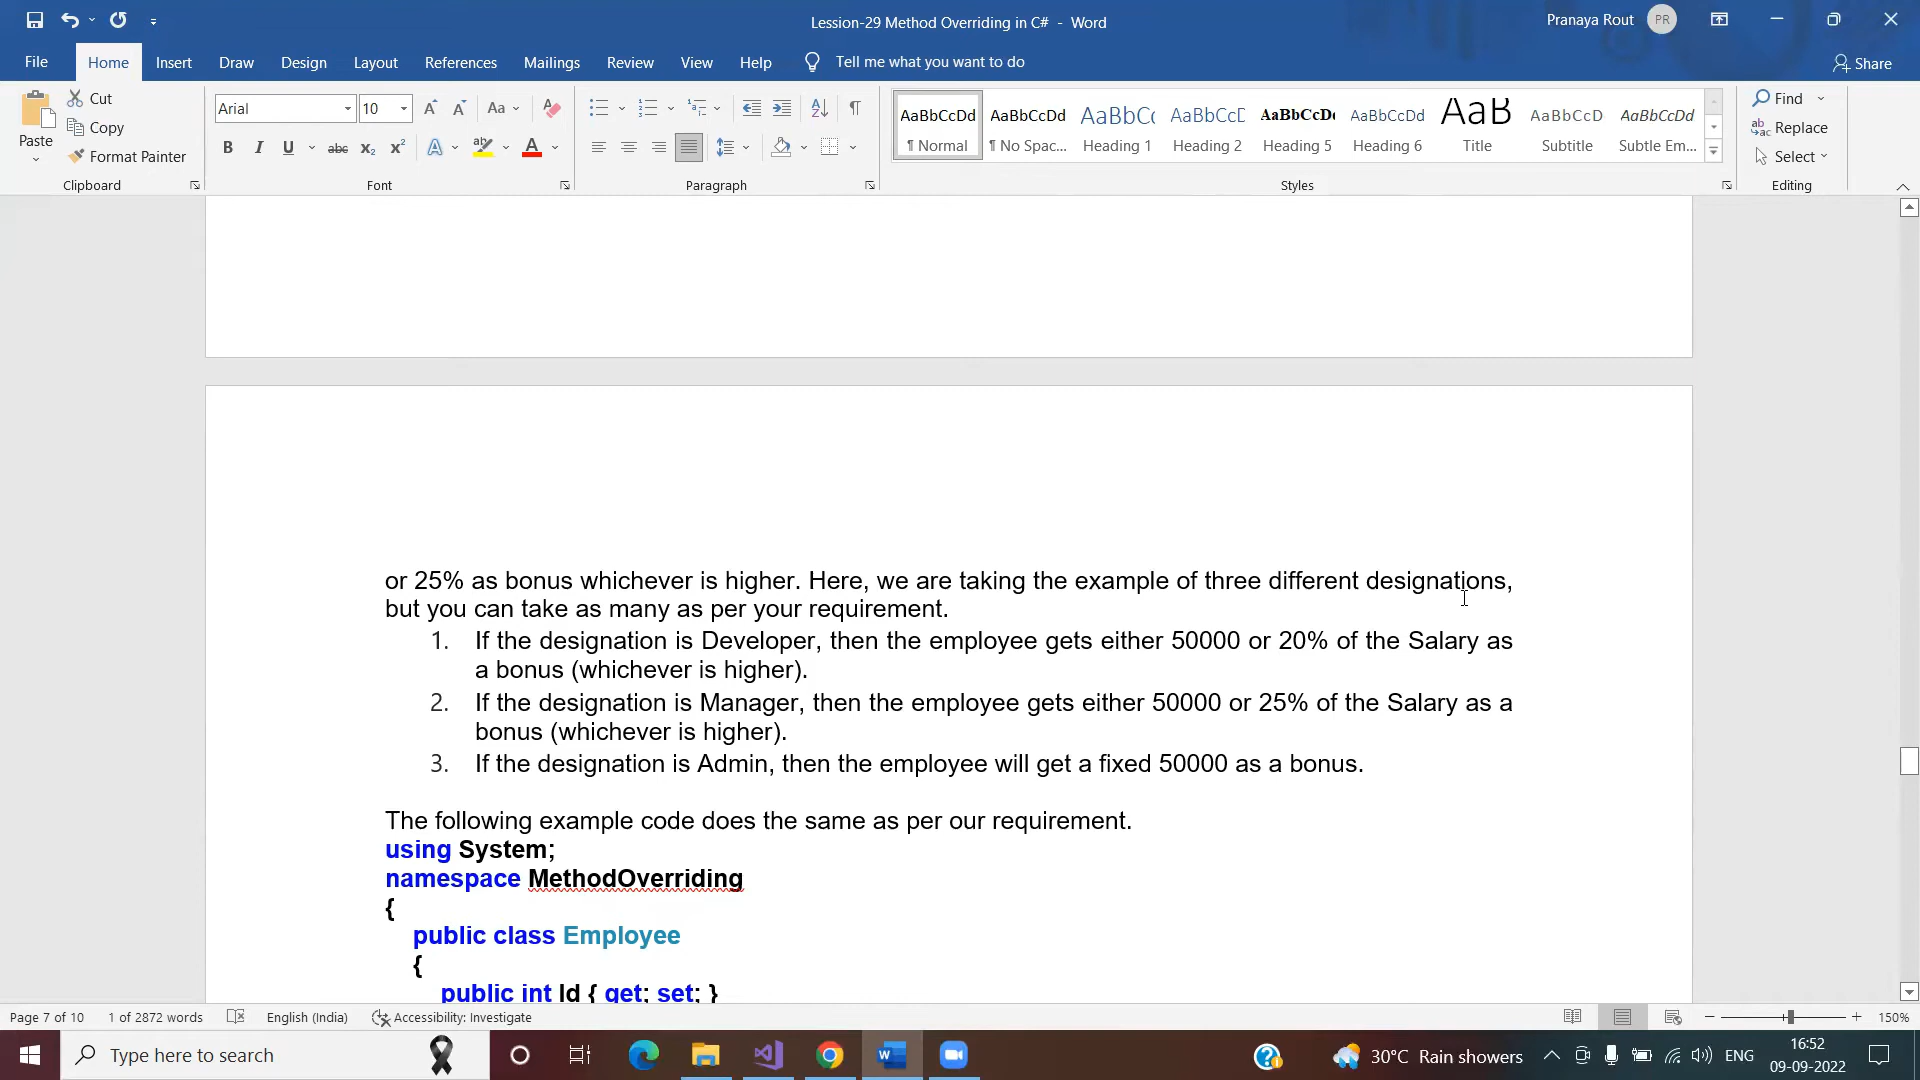 Lession-29 Method Overriding in C# - Word
Pranaya Rout
PR
File Home Insert Draw Design Layout References Mailings Review View Help Tell me what you want to do
Share
Cut
Copy
Format Painter
Paste
Clipboard
Arial
10
Aa
B I U abc x₂ x² A A
Font
Paragraph
AaBbCcDd AaBbCcDd AaBbC( AaBbCcD AaBbCcD( AaBbCcDd AaB AaBbCcD AaBbCcDd
¶ Normal ¶ No Spac... Heading 1 Heading 2 Heading 5 Heading 6 Title Subtitle Subtle Em...
Styles
Find
Replace
Select
Editing
or 25% as bonus whichever is higher. Here, we are taking the example of three different designations,
but you can take as many as per your requirement.
1. If the designation is Developer, then the employee gets either 50000 or 20% of the Salary as
a bonus (whichever is higher).
2. If the designation is Manager, then the employee gets either 50000 or 25% of the Salary as a
bonus (whichever is higher).
3. If the designation is Admin, then the employee will get a fixed 50000 as a bonus.
The following example code does the same as per our requirement.
using System;
namespace MethodOverriding
{
public class Employee
{
public int Id { get; set; }
Page 7 of 10 1 of 2872 words English (India) Accessibility: Investigate
150%
Type here to search
30°C Rain showers
ENG
16:52
09-09-2022